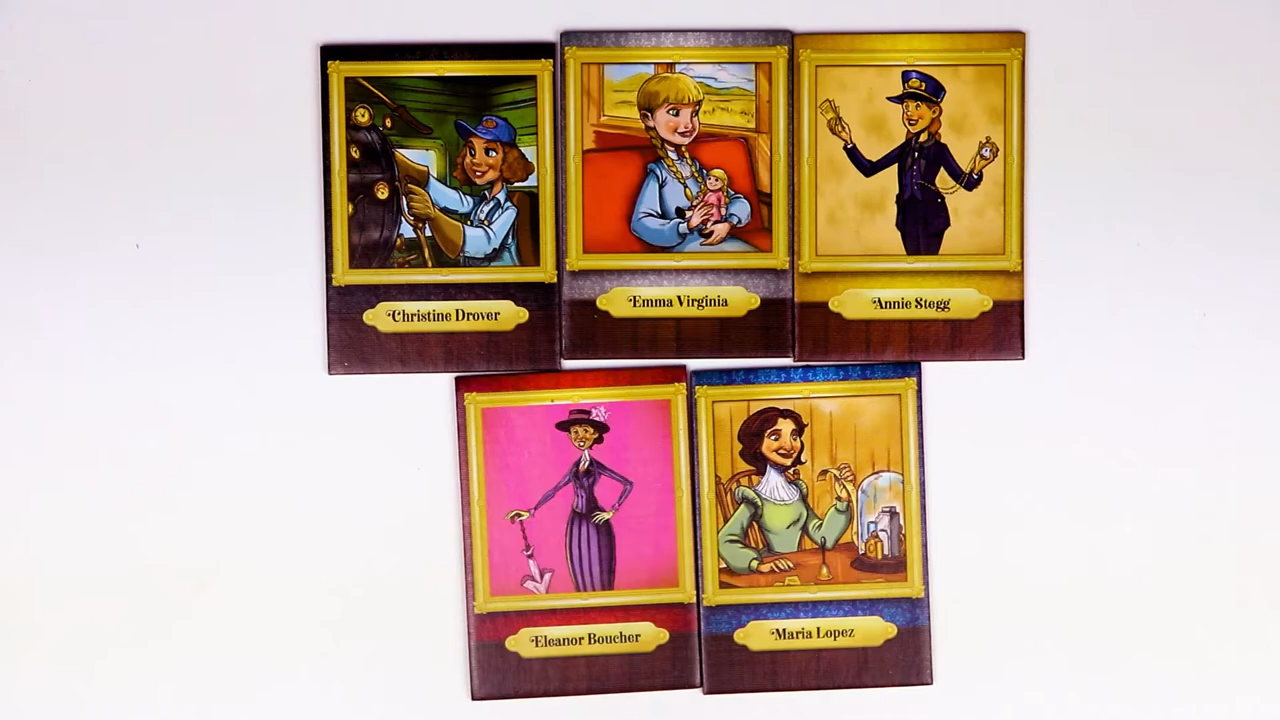 Christine Drover
Emma Virginia
Annie Stegg
Eleanor Boucher
Maria Lopez